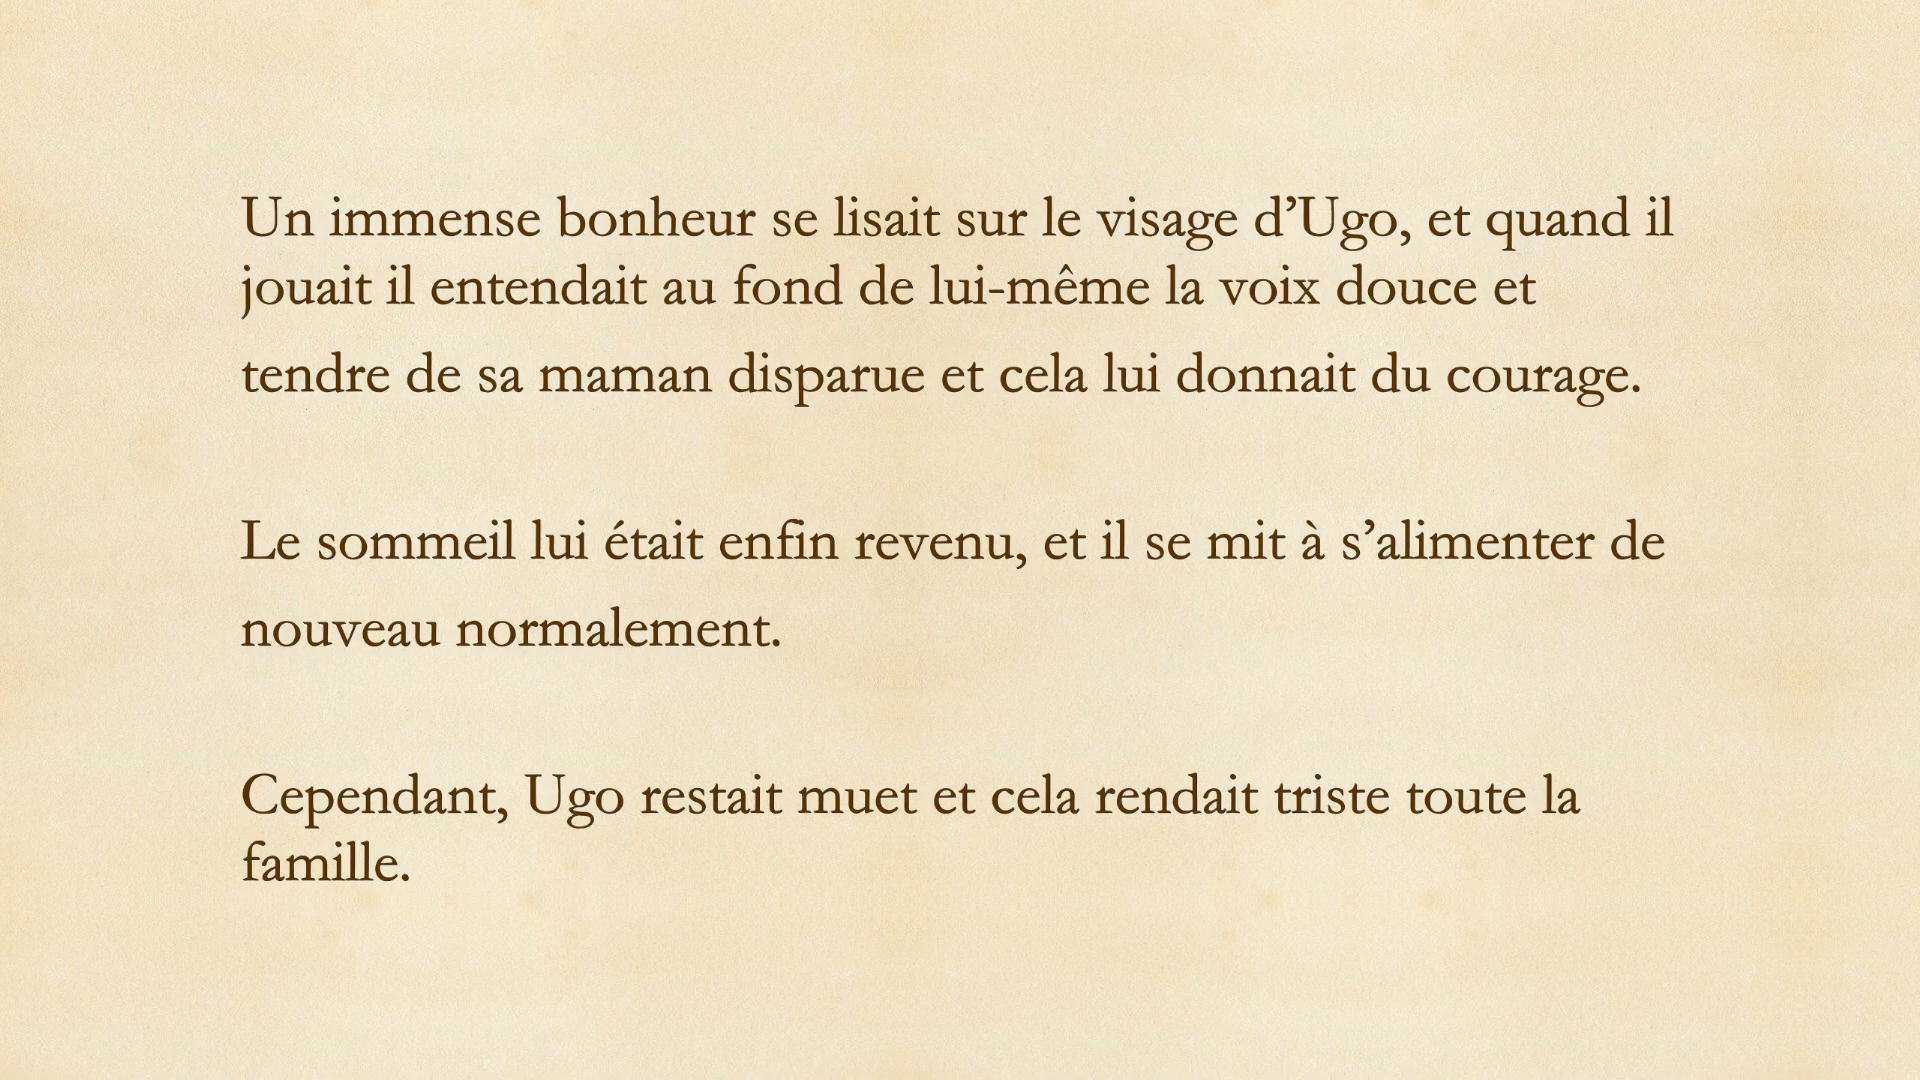 Un immense bonheur se lisait sur le visage d’Ugo, et quand il
jouait il entendait au fond de lui-même la voix douce et
tendre de sa maman disparue et cela lui donnait du courage.
Le sommeil lui était enfin revenu, et il se mit à s’alimenter de
nouveau normalement.
Cependant, Ugo restait muet et cela rendait triste toute la
famille.